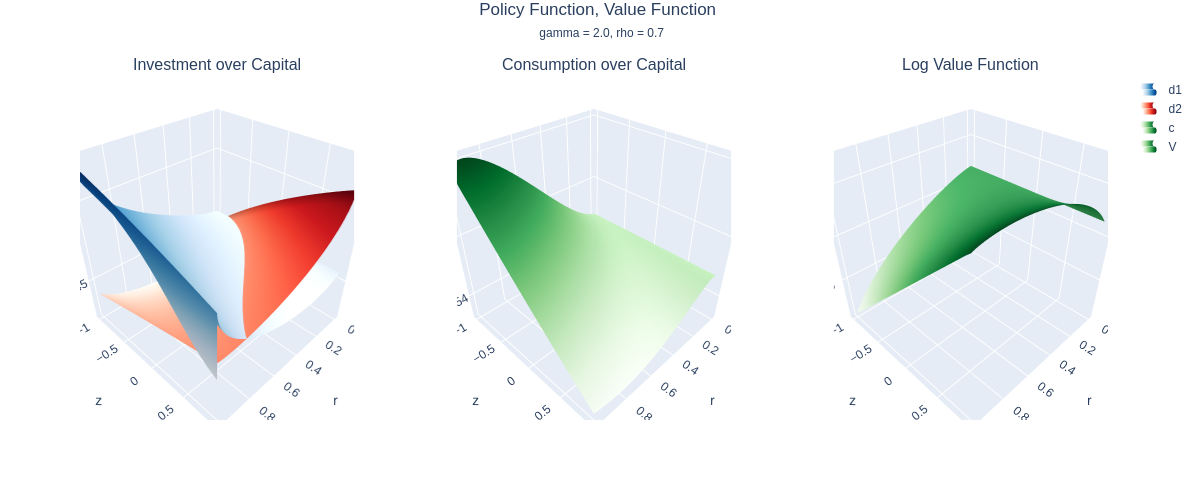 Policy Function, Value Function
gamma = 2.0, rho = 0.7
Investment over Capital
Consumption over Capital
Log Value Function
d1
d2
c
V
−1
−0.5
0
0.5
z
0
0.2
0.4
0.6
0.8
r
−1
−0.5
0
0.5
z
0
0.2
0.4
0.6
0.8
r
−1
−0.5
0
0.5
z
0
0.2
0.4
0.6
0.8
r